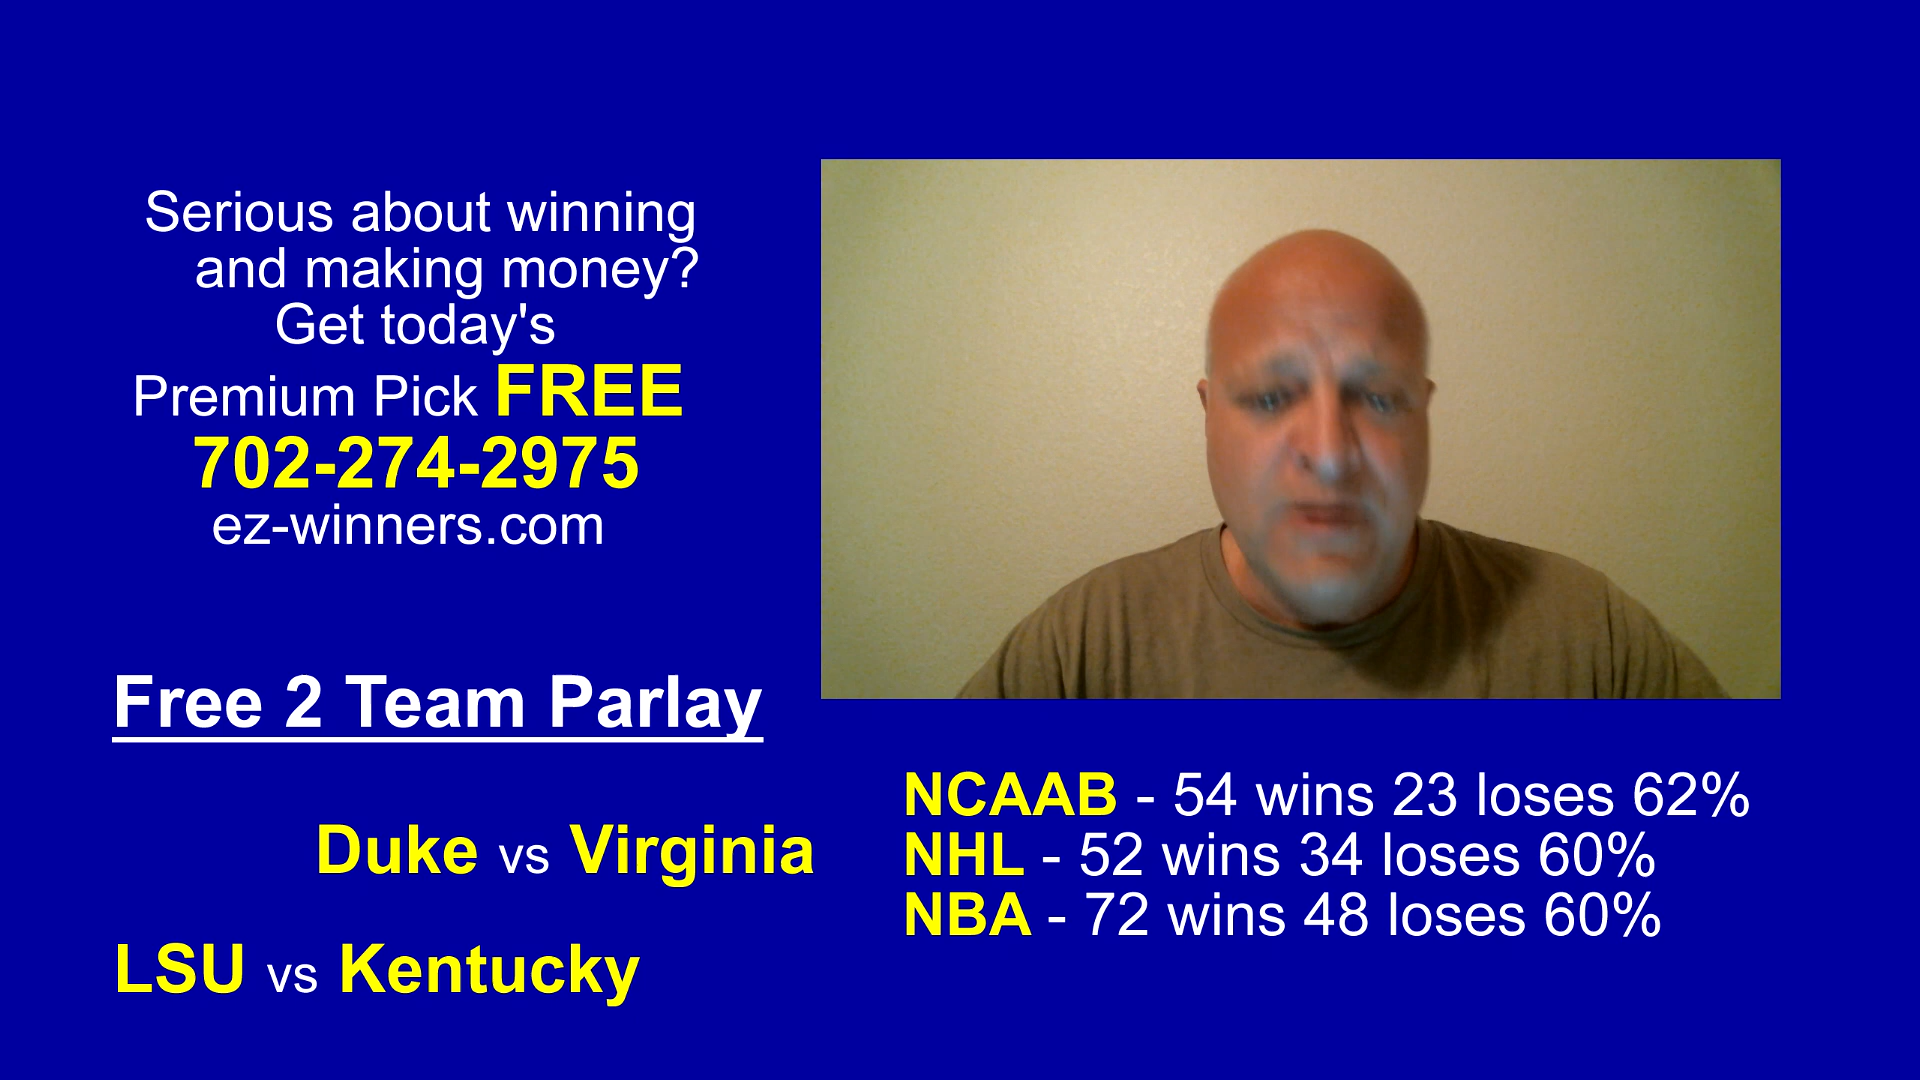 Serious about winning
and making money?
Get today's
Premium Pick FREE
702-274-2975
ez-winners.com
Free 2 Team Parlay
Duke vs Virginia
LSU vs Kentucky
NCAAB - 54 wins 23 loses 62%
NHL - 52 wins 34 loses 60%
NBA - 72 wins 48 loses 60%